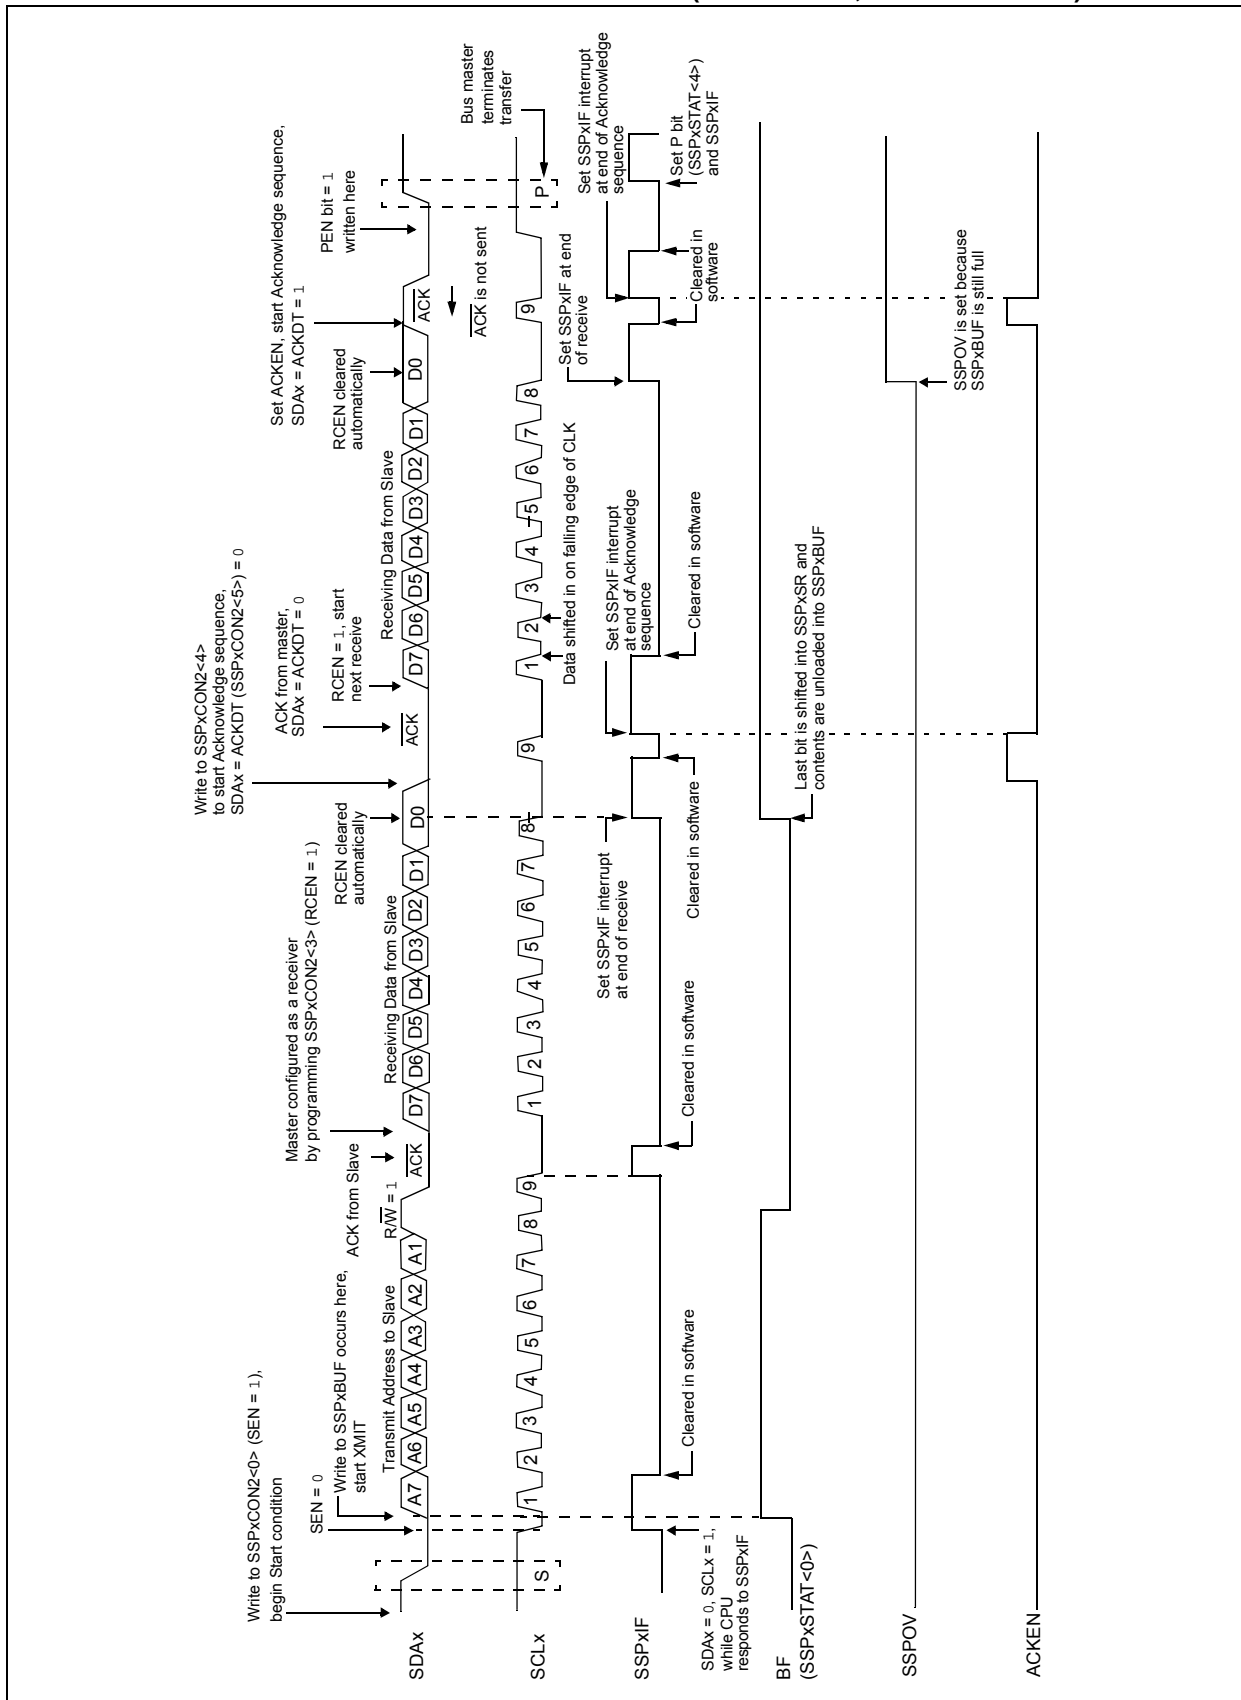 Write to SSPxCON2<4>
to start Acknowledge sequence,
SDAx = ACKDT (SSPxCON2<5>) = 0
Set ACKEN, start Acknowledge sequence,
SDAx = ACKDT = 1
Write to SSPxCON2<0> (SEN = 1),
begin Start condition
Master configured as a receiver
by programming SSPxCON2<3> (RCEN = 1)
ACK from master,
SDAx = ACKDT = 0
PEN bit = 1
written here
SEN = 0
Write to SSPxBUF occurs here,
start XMIT
ACK from Slave
RCEN cleared
automatically
RCEN = 1, start
next receive
RCEN cleared
automatically
Transmit Address to Slave
R/W = 1
Receiving Data from Slave
Receiving Data from Slave
SDAx
A7 A6 A5 A4 A3 A2 A1
ACK
D7 D6 D5 D4 D3 D2 D1 D0
ACK
D7 D6 D5 D4 D3 D2 D1 D0
ACK
ACK is not sent
Bus master
terminates
transfer
SCLx
S
1 2 3 4 5 6 7 8 9
1 2 3 4 5 6 7 8 9
1 2 3 4 5 6 7 8 9
P
Data shifted in on falling edge of CLK
Set SSPxIF interrupt
at end of receive
Set SSPxIF interrupt
at end of Acknowledge
sequence
Set SSPxIF at end
of receive
Set SSPxIF interrupt
at end of Acknowledge
sequence
SSPxIF
SDAx = 0, SCLx = 1,
while CPU
responds to SSPxIF
Cleared in software
Cleared in software
Cleared in software
Cleared in software
Cleared in
software
Set P bit
(SSPxSTAT<4>)
and SSPxIF
BF
(SSPxSTAT<0>)
Last bit is shifted into SSPxSR and
contents are unloaded into SSPxBUF
SSPOV
SSPOV is set because
SSPxBUF is still full
ACKEN